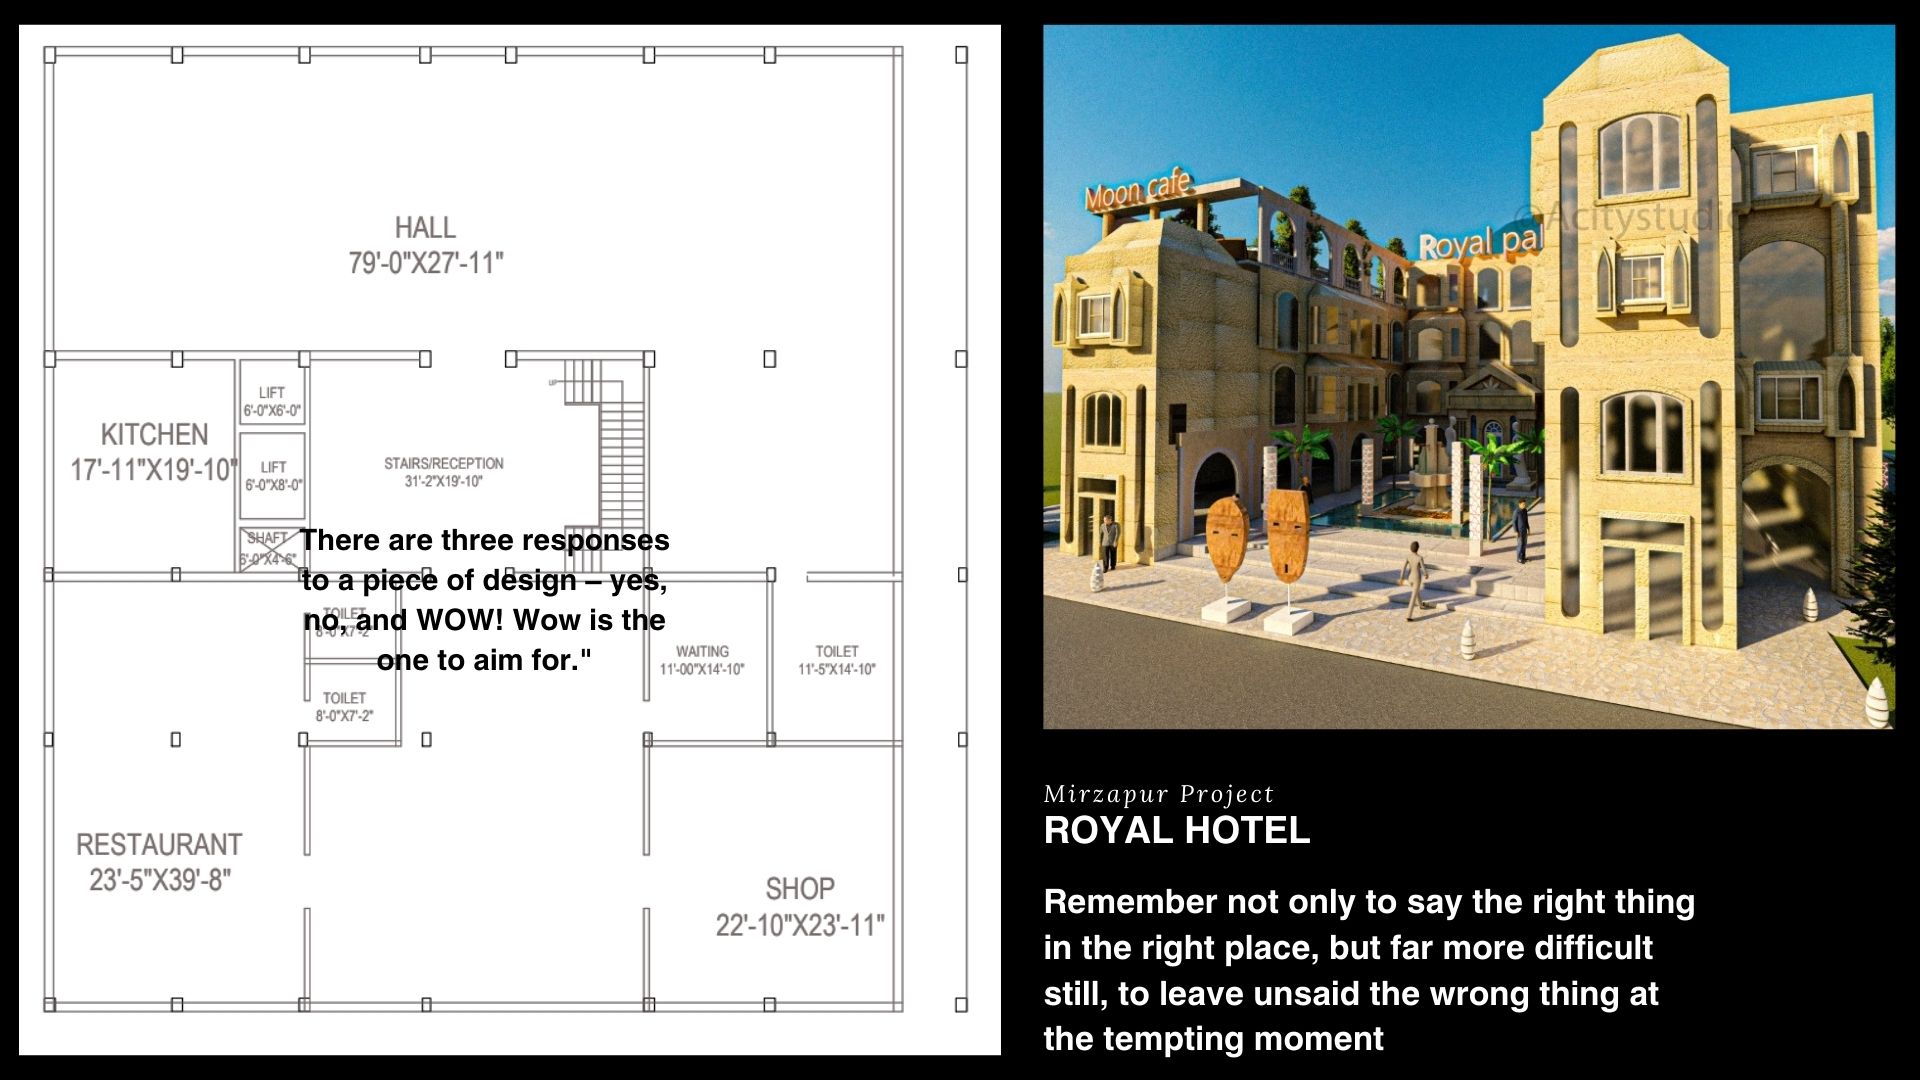 HALL
79'-0"X27'-11"
LIFT
6'-0"X6'-0"
KITCHEN
17'-11"X19'-10"
LIFT
6'-0"X8'-0"
STAIRS/RECEPTION
31'-2"X19'-10"
UP
SHAFT
6'-0"X4'-6"
There are three responses
to a piece of design – yes,
no, and WOW! Wow is the
one to aim for."
TOILET
8'-0"X7'-2"
WAITING
11'-00"X14'-10"
TOILET
11'-5"X14'-10"
TOILET
8'-0"X7'-2"
RESTAURANT
23'-5"X39'-8"
SHOP
22'-10"X23'-11"
Moon cafe
Royal pa
©Acitystudio
Mirzapur Project
ROYAL HOTEL
Remember not only to say the right thing
in the right place, but far more difficult
still, to leave unsaid the wrong thing at
the tempting moment